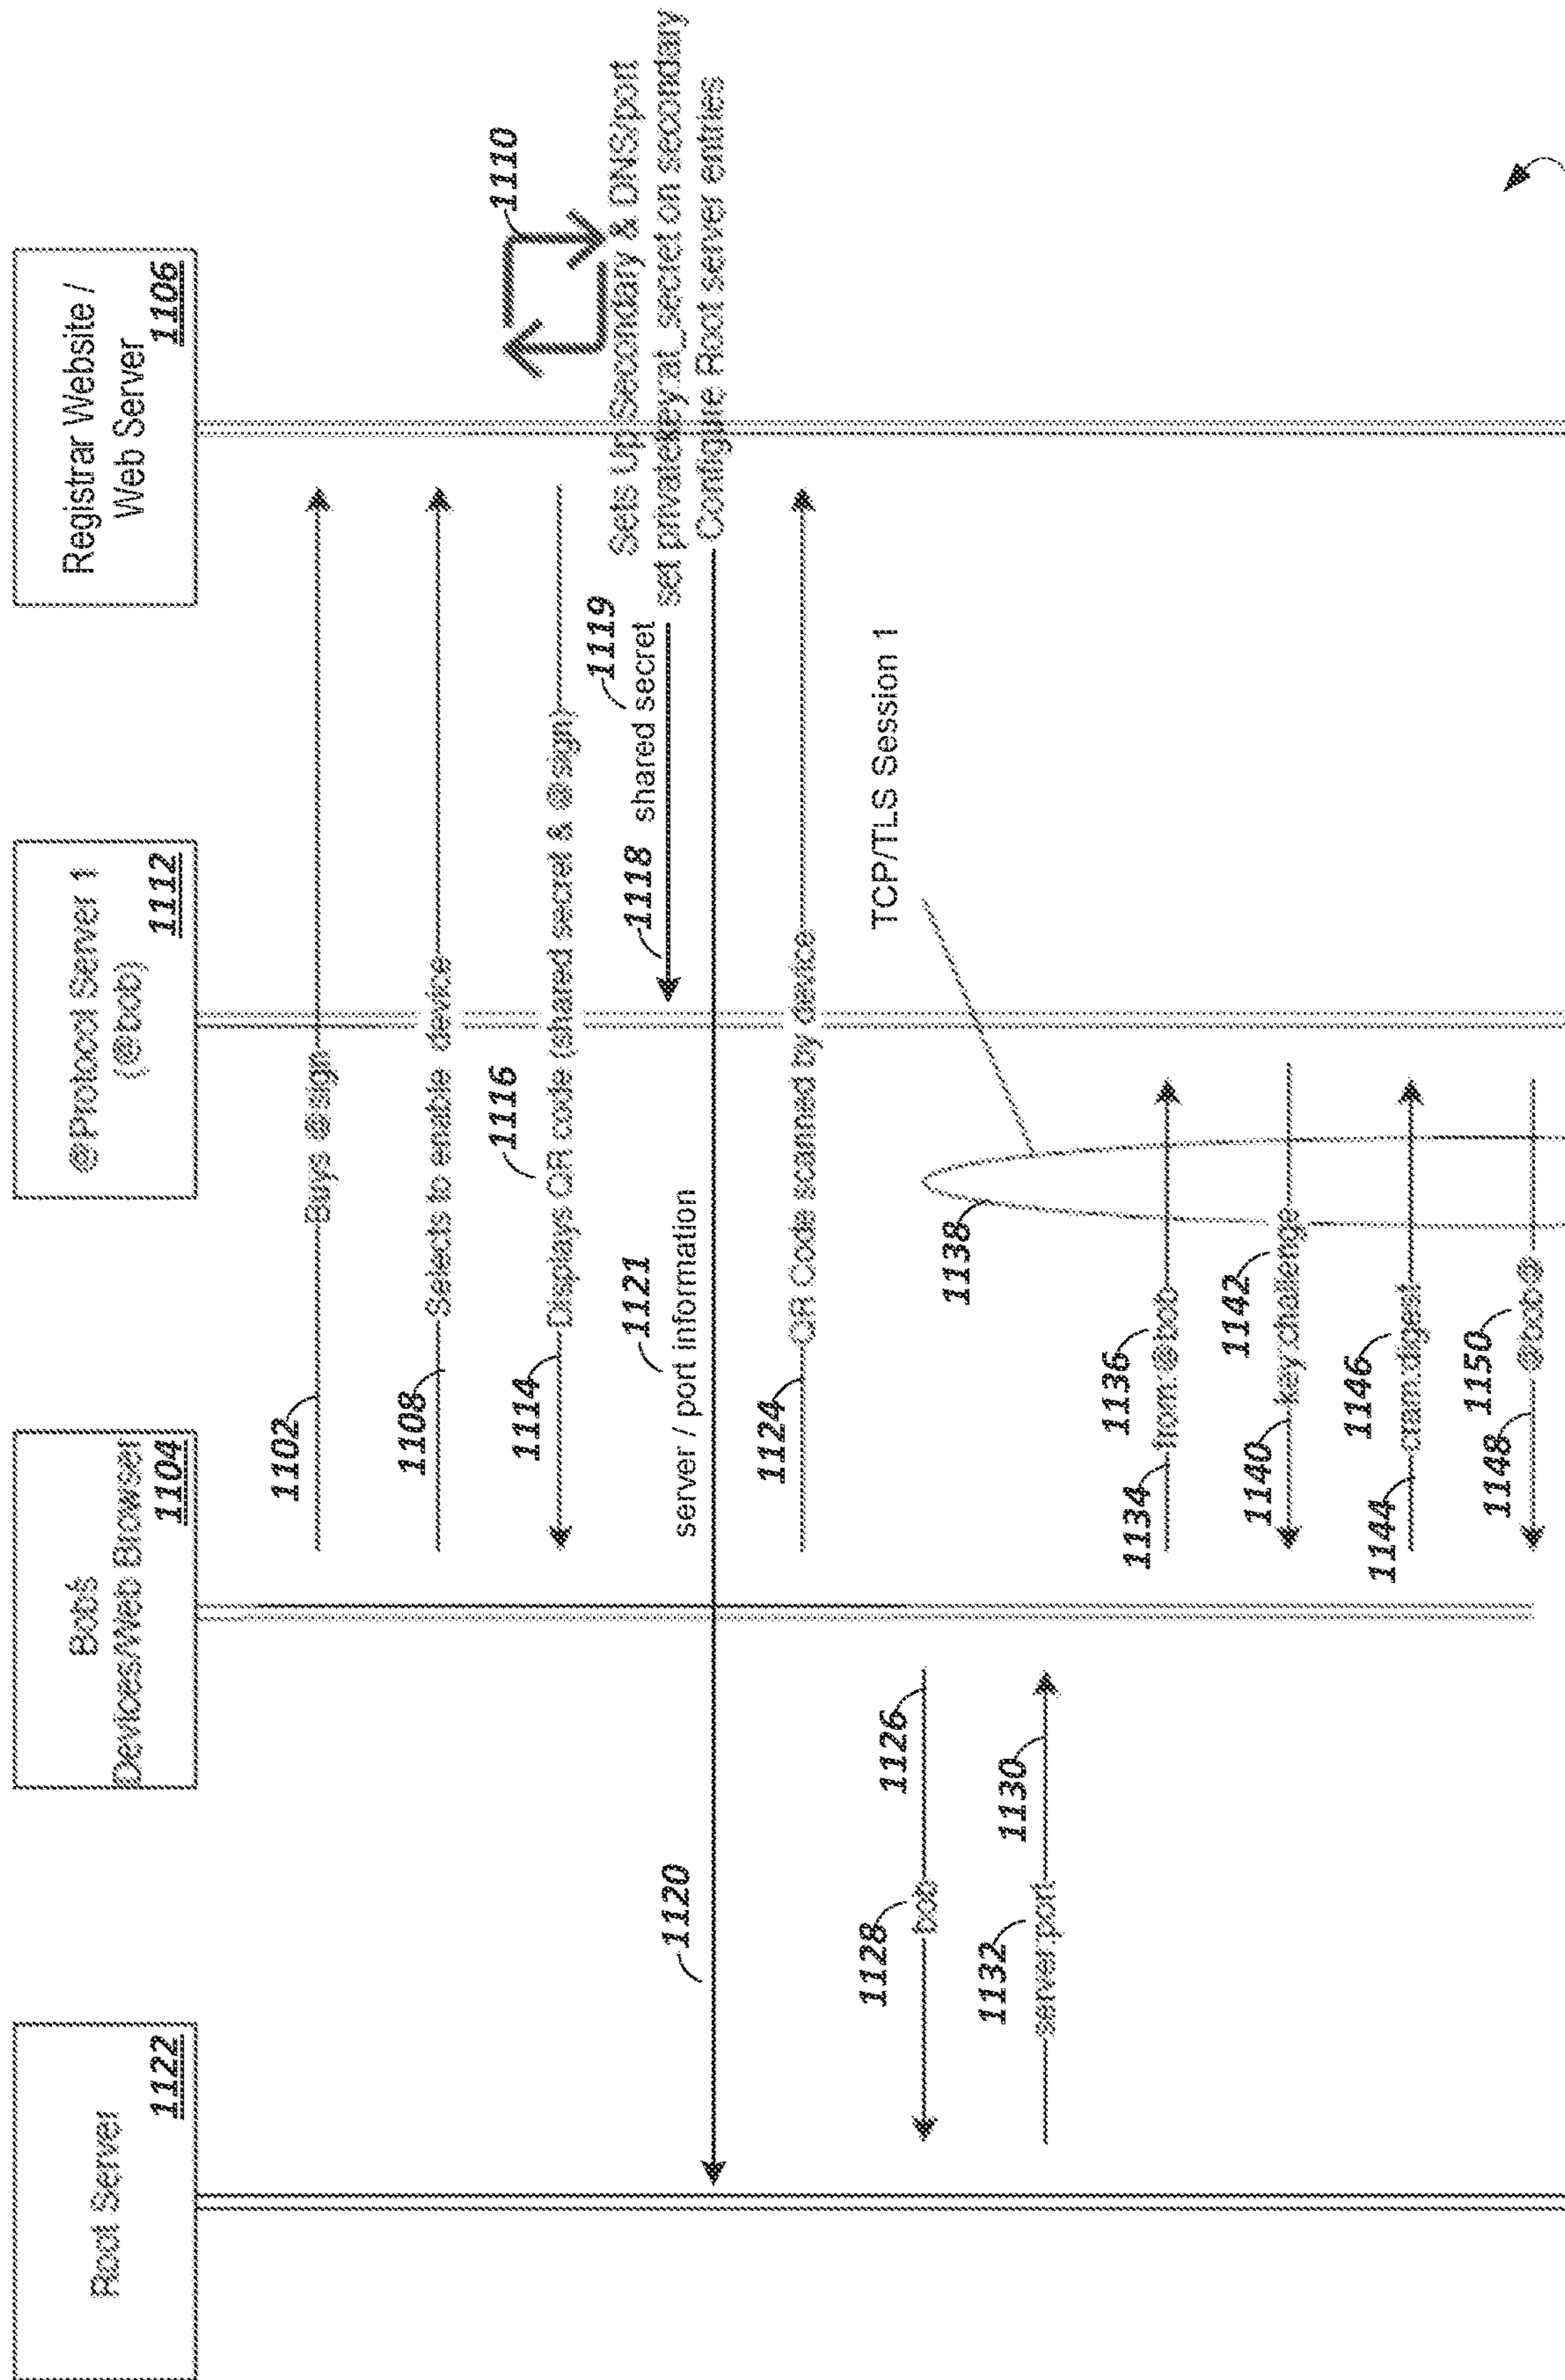 Root Server
1122
Bob's
Devices/Web Browser
1104
@Protocol Server 1
(@bob)
1112
Registrar Website /
Web Server
1106
1102
Buys @sign
1108
Selects to enable device
1110
1114
Displays QR code (shared secret & @sign)
1116
Sets Up Secondary & DNS/port
set privatekey:at_secret on secondary
Configure Root server entries
1118
shared secret
1119
1120
server / port information
1121
1124
QR Code scanned by device
TCP/TLS Session 1
1128
bob
1126
1138
1132
server:port
1130
1134
from:@bob
1136
1140
key challenge
1142
1144
cram:digest
1146
1148
@bob@
1150